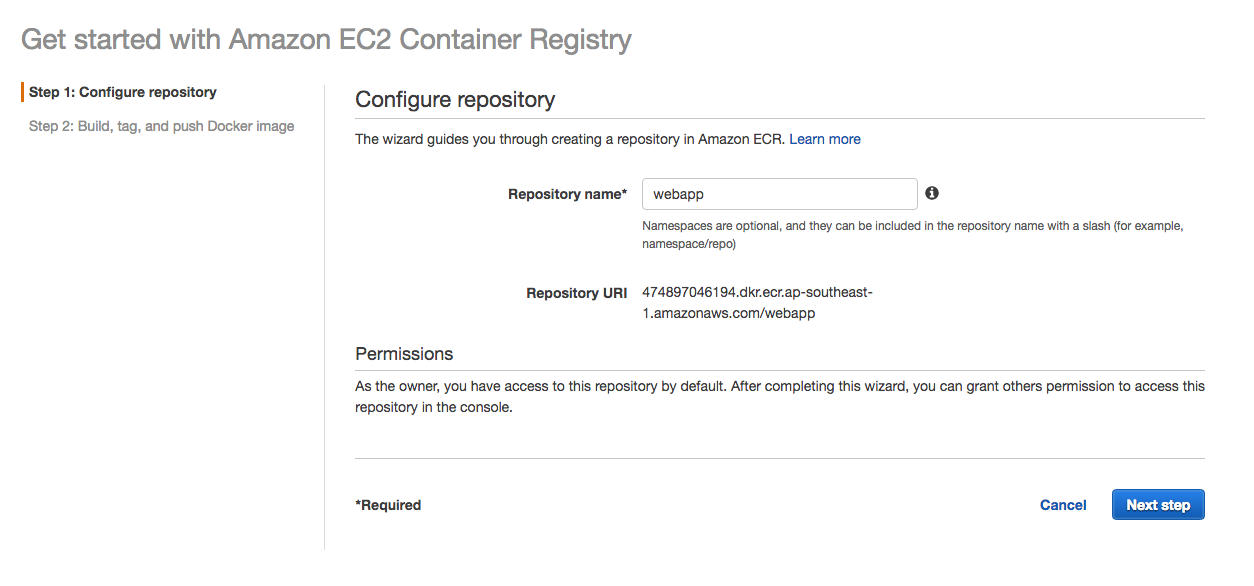 Get started with Amazon EC2 Container Registry
Step 1: Configure repository
Step 2: Build, tag, and push Docker image
Configure repository
The wizard guides you through creating a repository in Amazon ECR. Learn more
Repository name* webapp
Namespaces are optional, and they can be included in the repository name with a slash (for example,
namespace/repo)
Repository URI 474897046194.dkr.ecr.ap-southeast-
1.amazonaws.com/webapp
Permissions
As the owner, you have access to this repository by default. After completing this wizard, you can grant others permission to access this
repository in the console.
*Required Cancel Next step